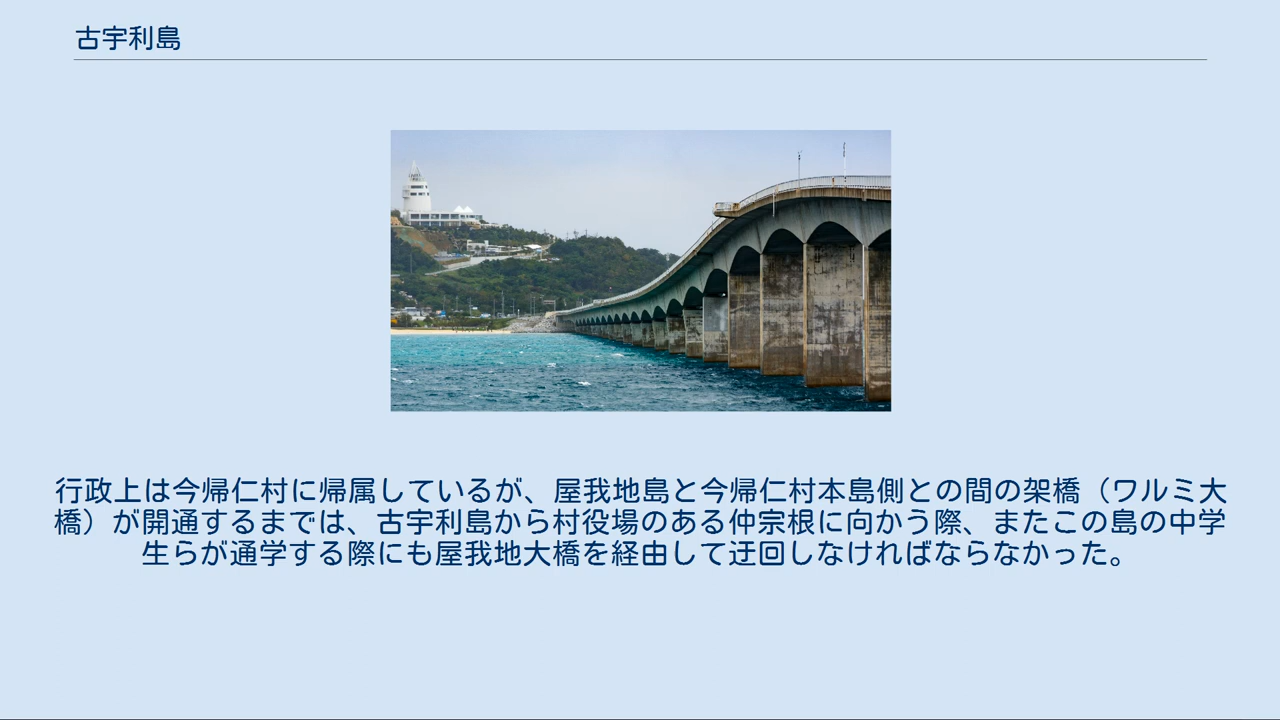 古宇利島
行政上は今帰仁村に帰属しているが、屋我地島と今帰仁村本島側との間の架橋（ワルミ大
橋）が開通するまでは、古宇利島から村役場のある仲宗根に向かう際、またこの島の中学
生らが通学する際にも屋我地大橋を経由して迂回しなければならなかった。